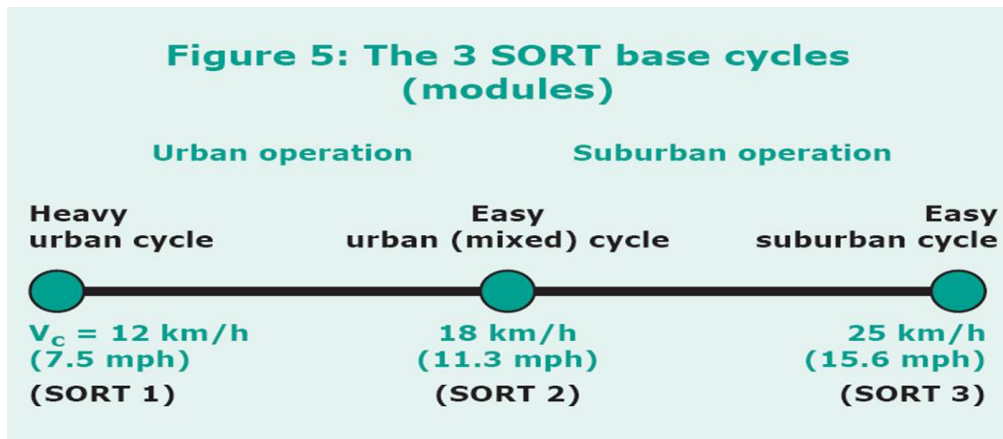 Figure 5: The 3 SORT base cycles
(modules)
Urban operation
Suburban operation
Heavy
urban cycle
Easy
urban (mixed) cycle
Easy
suburban cycle
Vc = 12 km/h
(7.5 mph)
(SORT 1)
18 km/h
(11.3 mph)
(SORT 2)
25 km/h
(15.6 mph)
(SORT 3)